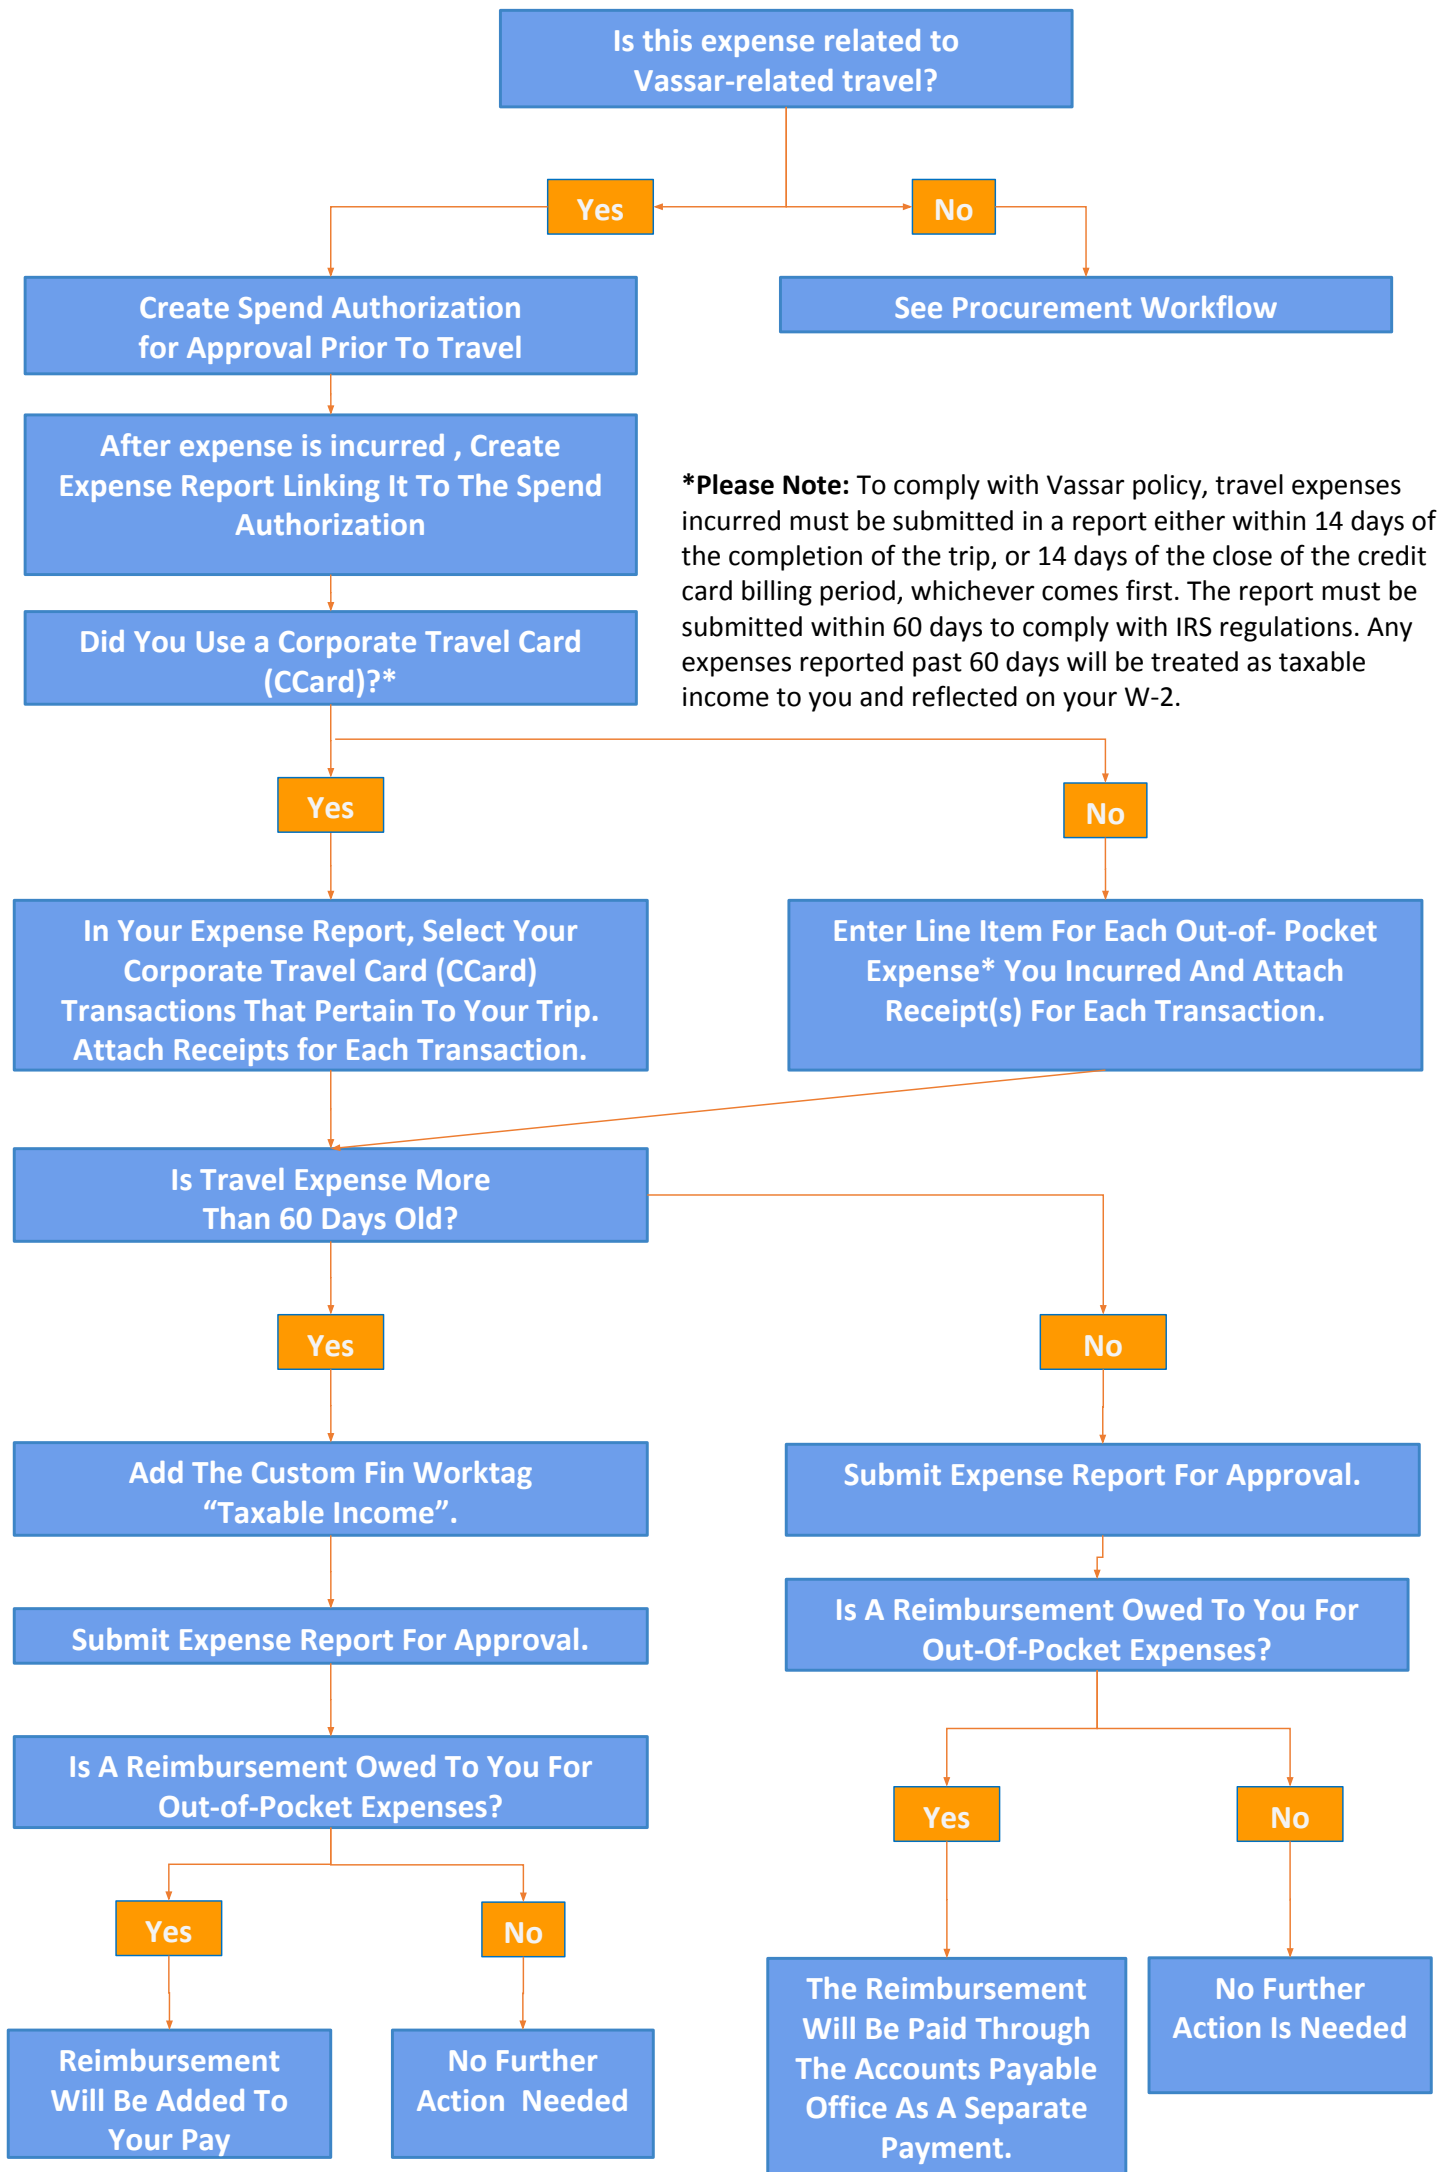 Is this expense related to
Vassar-related travel?
Yes
No
Create Spend Authorization
for Approval Prior To Travel
See Procurement Workflow
After expense is incurred , Create
Expense Report Linking It To The Spend
Authorization
*Please Note: To comply with Vassar policy, travel expenses
incurred must be submitted in a report either within 14 days of
the completion of the trip, or 14 days of the close of the credit
card billing period, whichever comes first. The report must be
submitted within 60 days to comply with IRS regulations. Any
expenses reported past 60 days will be treated as taxable
income to you and reflected on your W-2.
Did You Use a Corporate Travel Card
(CCard)?*
Yes
No
In Your Expense Report, Select Your
Corporate Travel Card (CCard)
Transactions That Pertain To Your Trip.
Attach Receipts for Each Transaction.
Enter Line Item For Each Out-of- Pocket
Expense* You Incurred And Attach
Receipt(s) For Each Transaction.
Is Travel Expense More
Than 60 Days Old?
Yes
No
Add The Custom Fin Worktag
“Taxable Income”.
Submit Expense Report For Approval.
Submit Expense Report For Approval.
Is A Reimbursement Owed To You For
Out-Of-Pocket Expenses?
Is A Reimbursement Owed To You For
Out-of-Pocket Expenses?
Yes
No
Yes
No
The Reimbursement
Will Be Paid Through
The Accounts Payable
Office As A Separate
Payment.
No Further
Action Is Needed
Reimbursement
Will Be Added To
Your Pay
No Further
Action  Needed